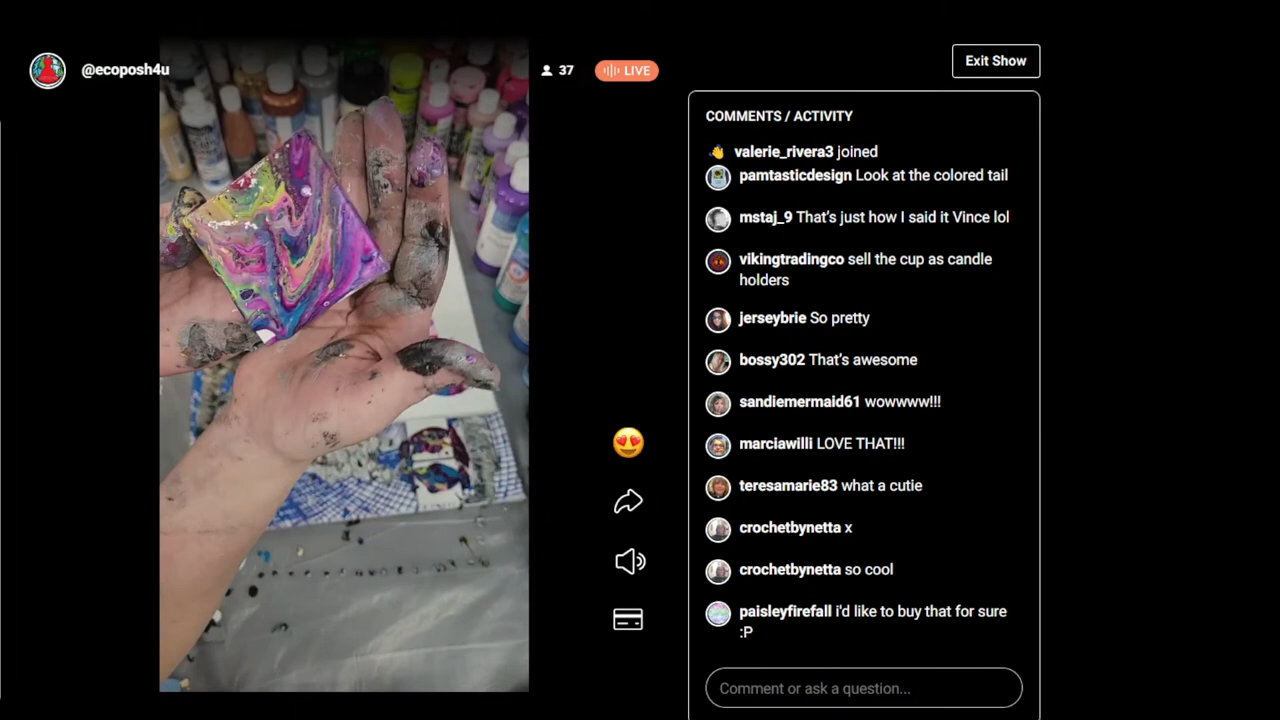 @ecoposh4u
37
LIVE
Exit Show
COMMENTS / ACTIVITY
valerie_rivera3 joined
pamtasticdesign Look at the colored tail
mstaj_9 That's just how I said it Vince lol
vikingtradingco sell the cup as candle
holders
jerseybrie So pretty
bossy302 That's awesome
sandiemermaid61 wowwww!!!
marciawilli LOVE THAT!!!
teresamarie83 what a cutie
crochetbynetta x
crochetbynetta so cool
paisleyfirefall i'd like to buy that for sure
:P
Comment or ask a question...